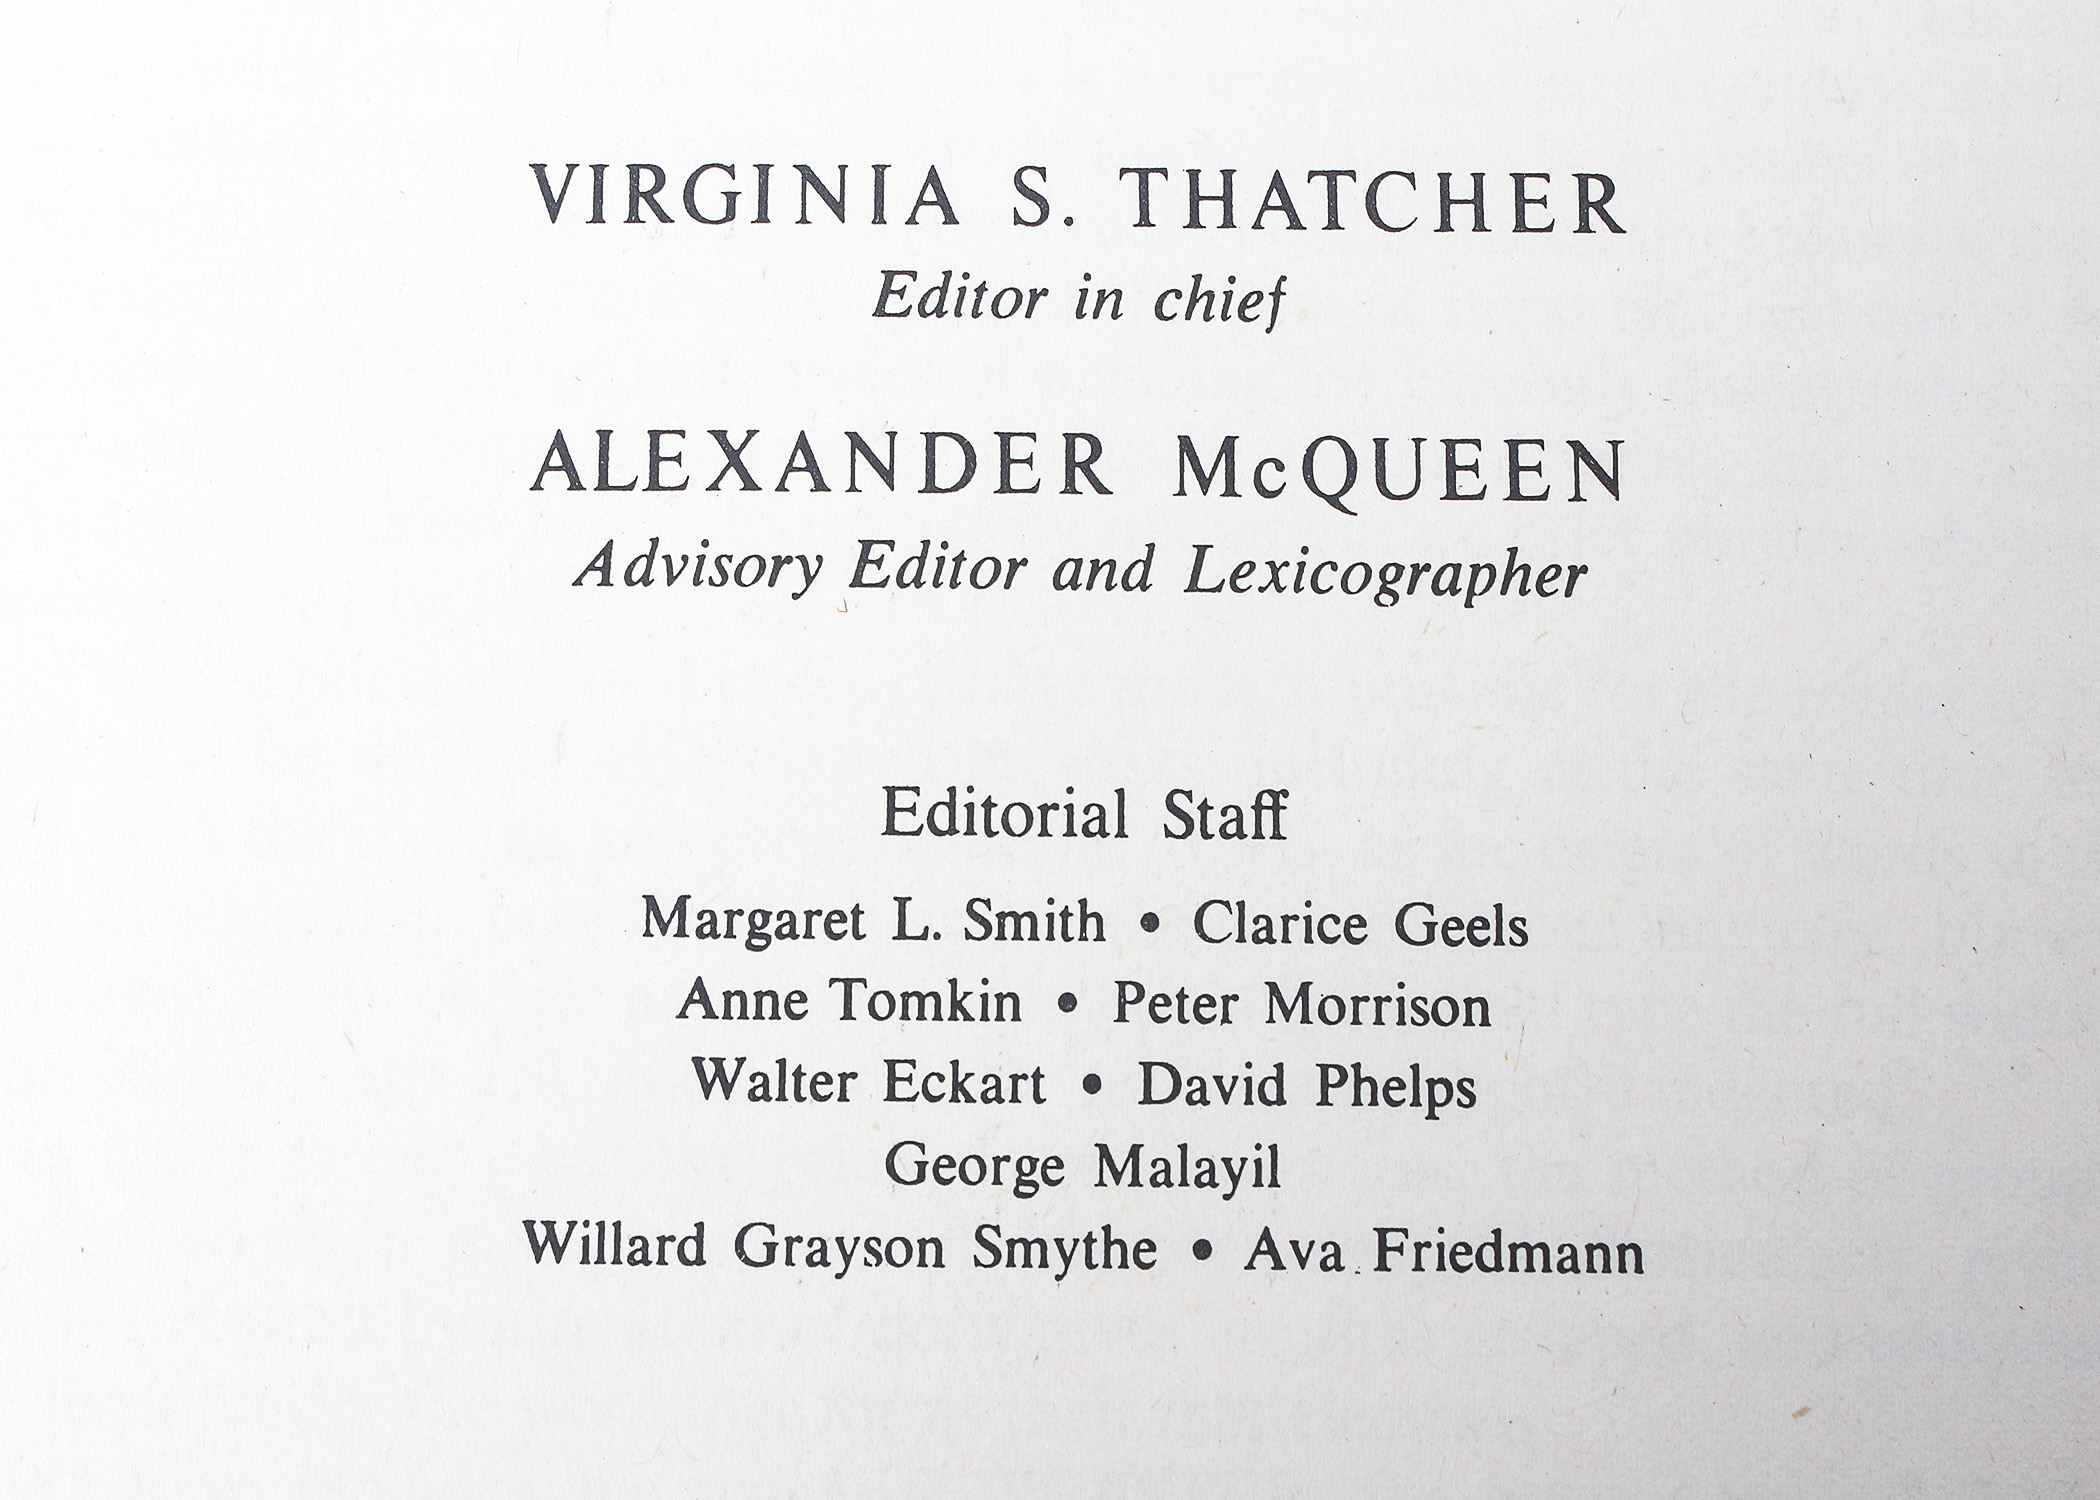 VIRGINIA S. THATCHER
Editor in chief
ALEXANDER McQUEEN
Advisory Editor and Lexicographer
Editorial Staff
Margaret L. Smith • Clarice Geels
Anne Tomkin • Peter Morrison
Walter Eckart • David Phelps
George Malayil
Willard Grayson Smythe • Ava Friedmann